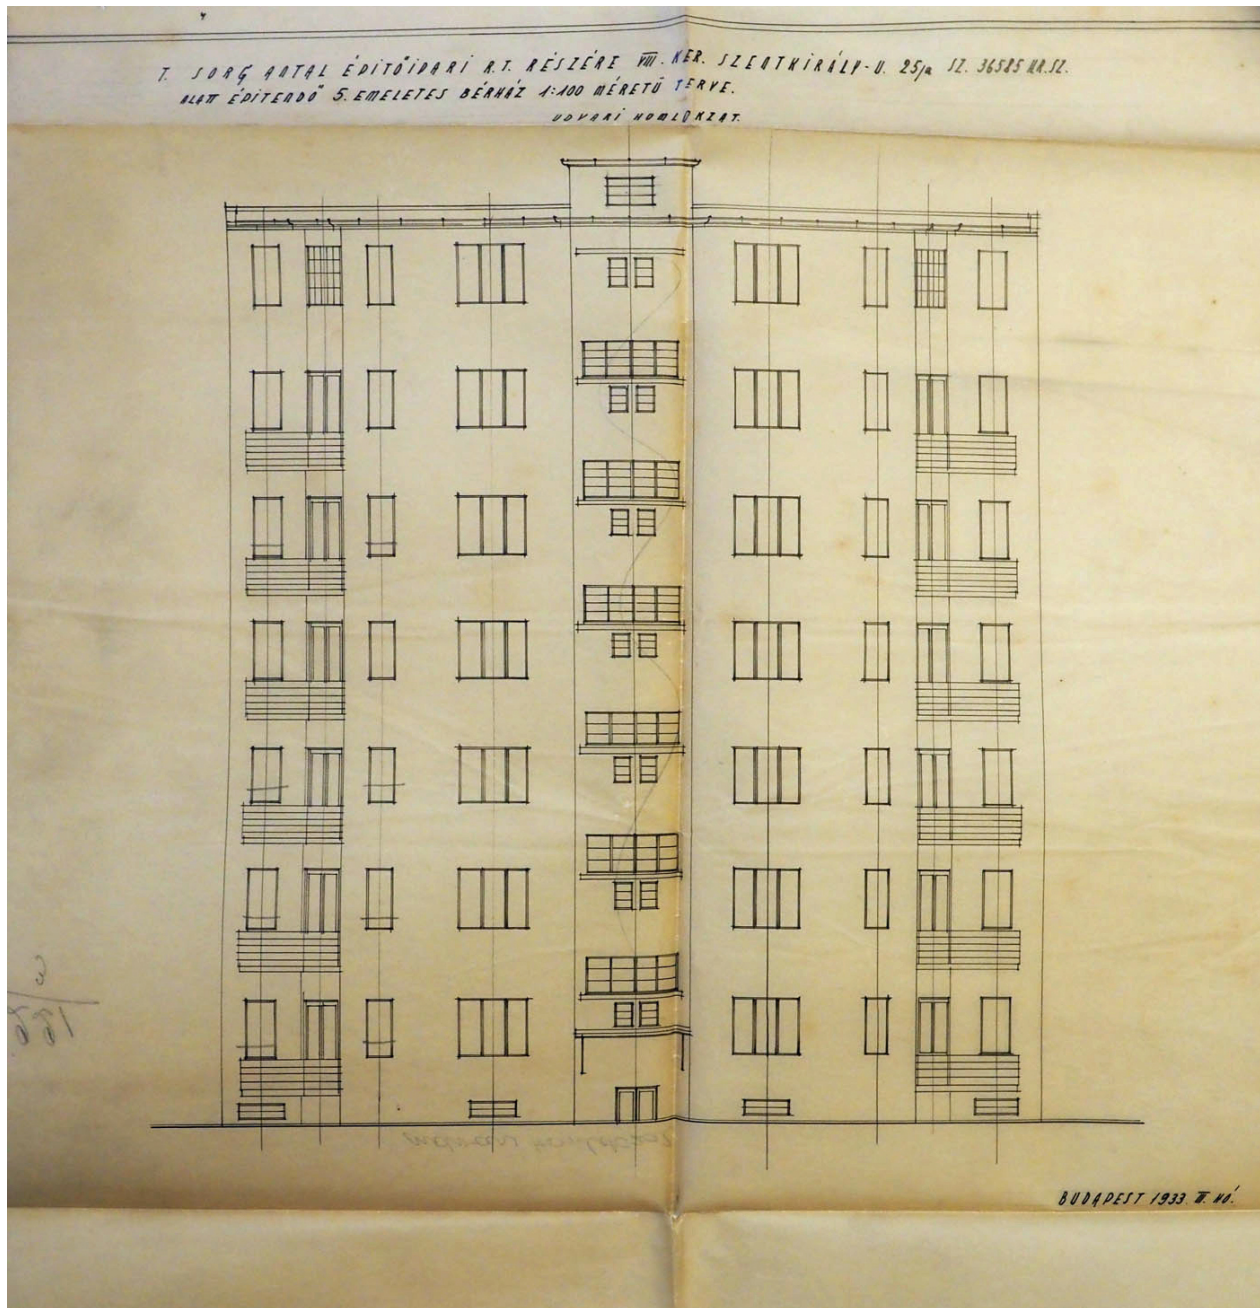 T. SORG ANTAL ÉPITŐIPARI R.T. RÉSZÉRE VIII. KER. SZENTKIRÁLY-U. 25/a SZ. 36585 HR.SZ.
ALATT ÉPITENDŐ 5. EMELETES BÉRHÁZ 1:100 MÉRETŰ TERVE.
UDVARI HOMLOKZAT.
BUDAPEST 1933. II. HÓ.